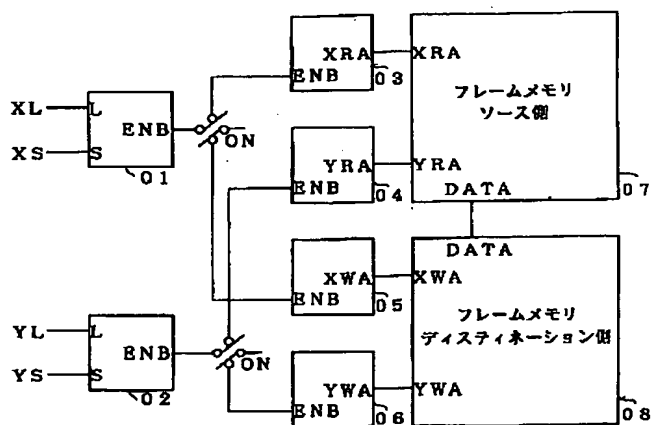 XRA
XRA
ENB
03
フレームメモリ
ソース側
XL
L
ENB
ON
XS
S
01
YRA
YRA
ENB
04
07
DATA
DATA
XWA
XWA
ENB
05
フレームメモリ
ディスティネーション側
YL
L
ENB
ON
YS
S
02
YWA
YWA
ENB
06
08